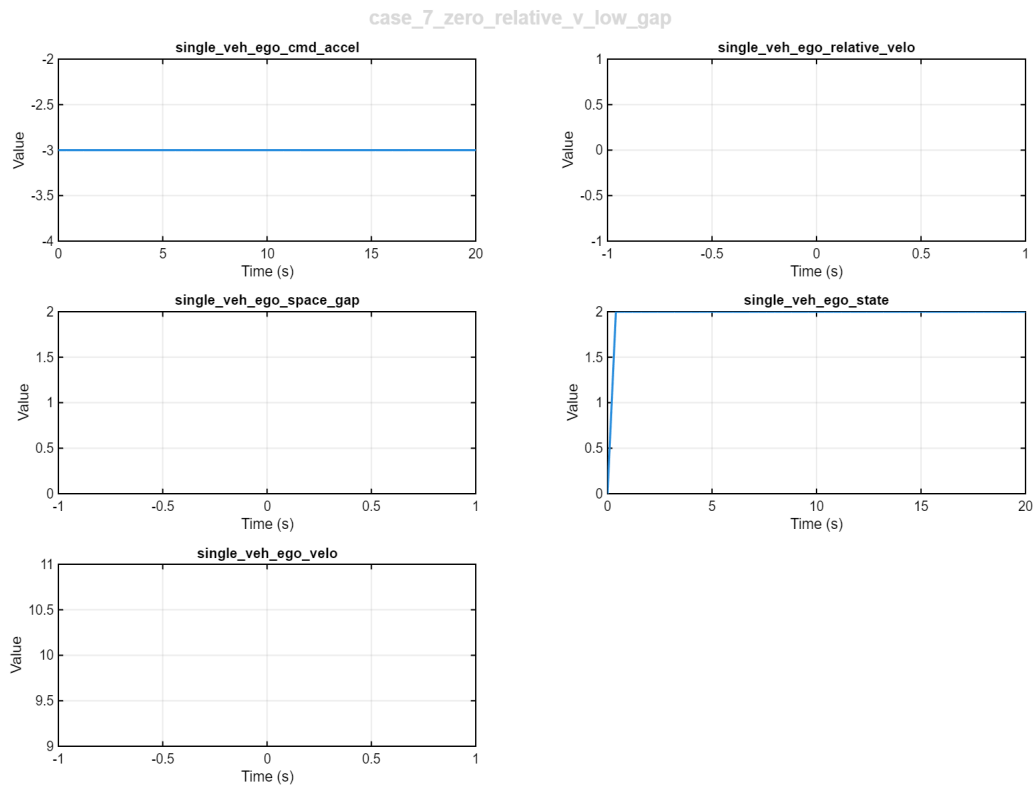 case_7_zero_relative_v_low_gap
single_veh_ego_cmd_accel
-2
-2.5
-3
-3.5
-4
Value
0 5 10 15 20
Time (s)
single_veh_ego_relative_velo
1
0.5
0
-0.5
-1
Value
-1 -0.5 0 0.5 1
Time (s)
single_veh_ego_space_gap
2
1.5
1
0.5
0
Value
-1 -0.5 0 0.5 1
Time (s)
single_veh_ego_state
2
1.5
1
0.5
0
Value
0 5 10 15 20
Time (s)
single_veh_ego_velo
11
10.5
10
9.5
9
Value
-1 -0.5 0 0.5 1
Time (s)